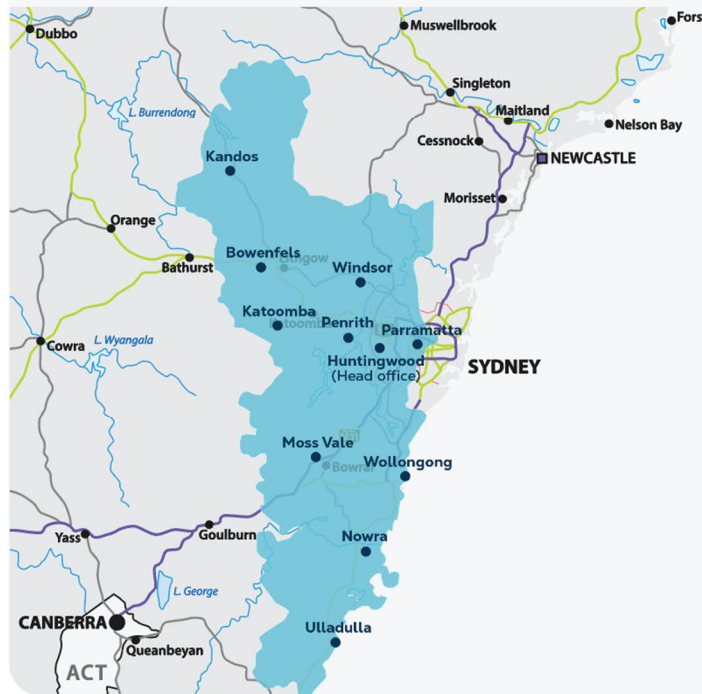 Fors
Muswellbrook
Dubbo
Singleton
L. Burrendong
Maitland
Nelson Bay
Cessnock
Kandos
NEWCASTLE
Morisset
Orange
Bowenfels
Lithgow
Bathurst
Windsor
Katoomba
Katoomba
Penrith
Parramatta
L. Wyangala
Cowra
Huntingwood
(Head office)
SYDNEY
Moss Vale
Bowral
Wollongong
Goulburn
Yass
Nowra
L. George
CANBERRA
Ulladulla
Queanbeyan
ACT